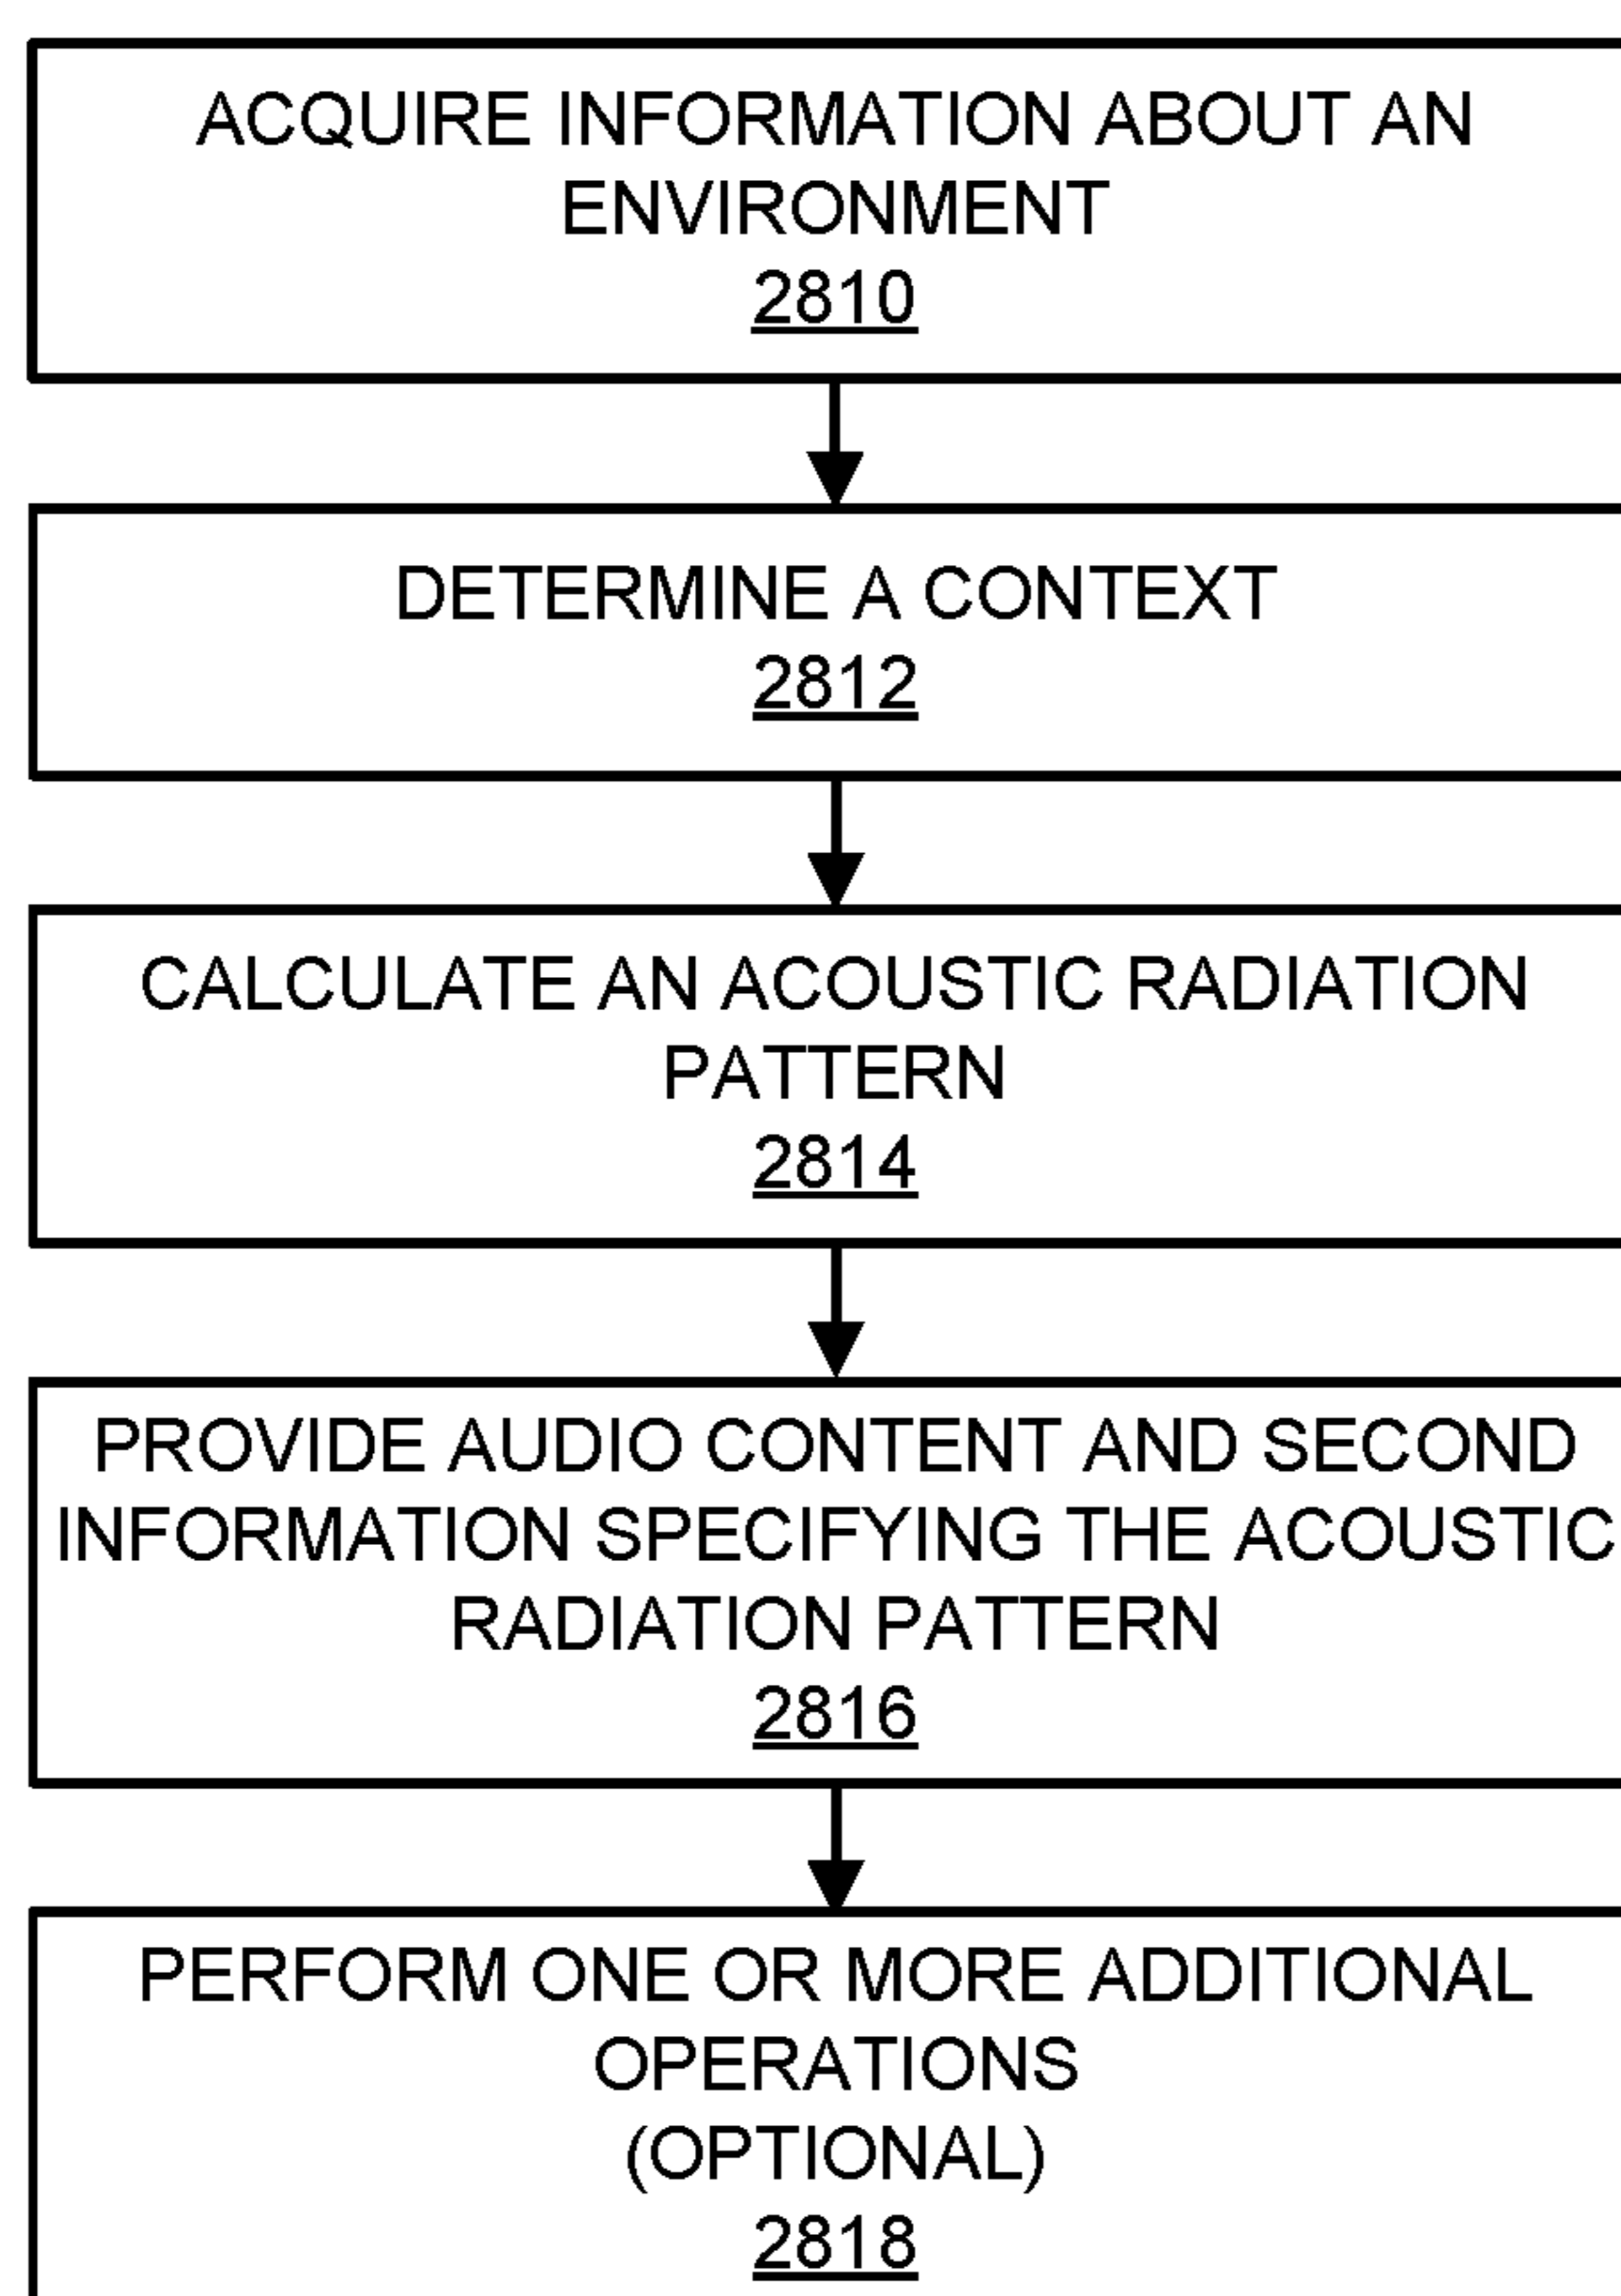 ACQUIRE INFORMATION ABOUT AN
ENVIRONMENT
2810
DETERMINE A CONTEXT
2812
CALCULATE AN ACOUSTIC RADIATION
PATTERN
2814
PROVIDE AUDIO CONTENT AND SECOND
INFORMATION SPECIFYING THE ACOUSTIC
RADIATION PATTERN
2816
PERFORM ONE OR MORE ADDITIONAL
OPERATIONS
(OPTIONAL)
2818